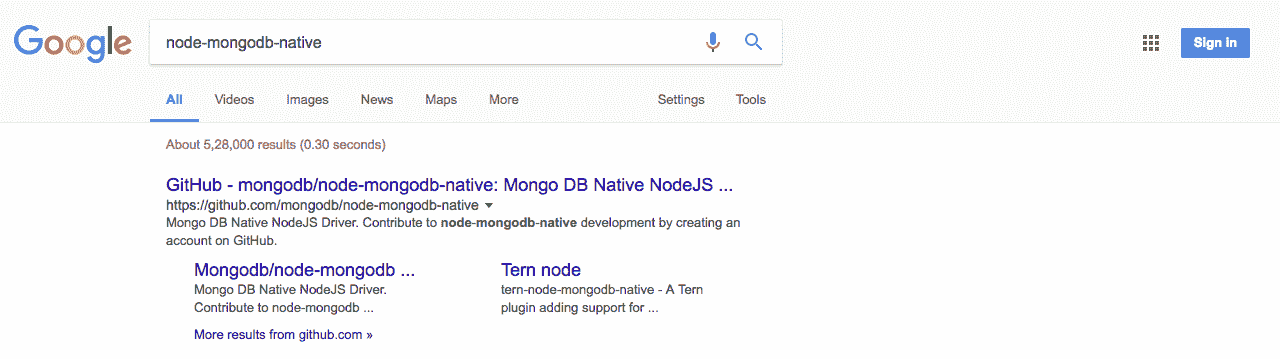 Google
node-mongodb-native
Sign in
All Videos Images News Maps More Settings Tools
About 5,28,000 results (0.30 seconds)
GitHub - mongodb/node-mongodb-native: Mongo DB Native NodeJS ...
https://github.com/mongodb/node-mongodb-native
Mongo DB Native NodeJS Driver. Contribute to node-mongodb-native development by creating an
account on GitHub.
Mongodb/node-mongodb ...
Mongo DB Native NodeJS Driver.
Contribute to node-mongodb ...
Tern node
tern-node-mongodb-native - A Tern
plugin adding support for ...
More results from github.com »